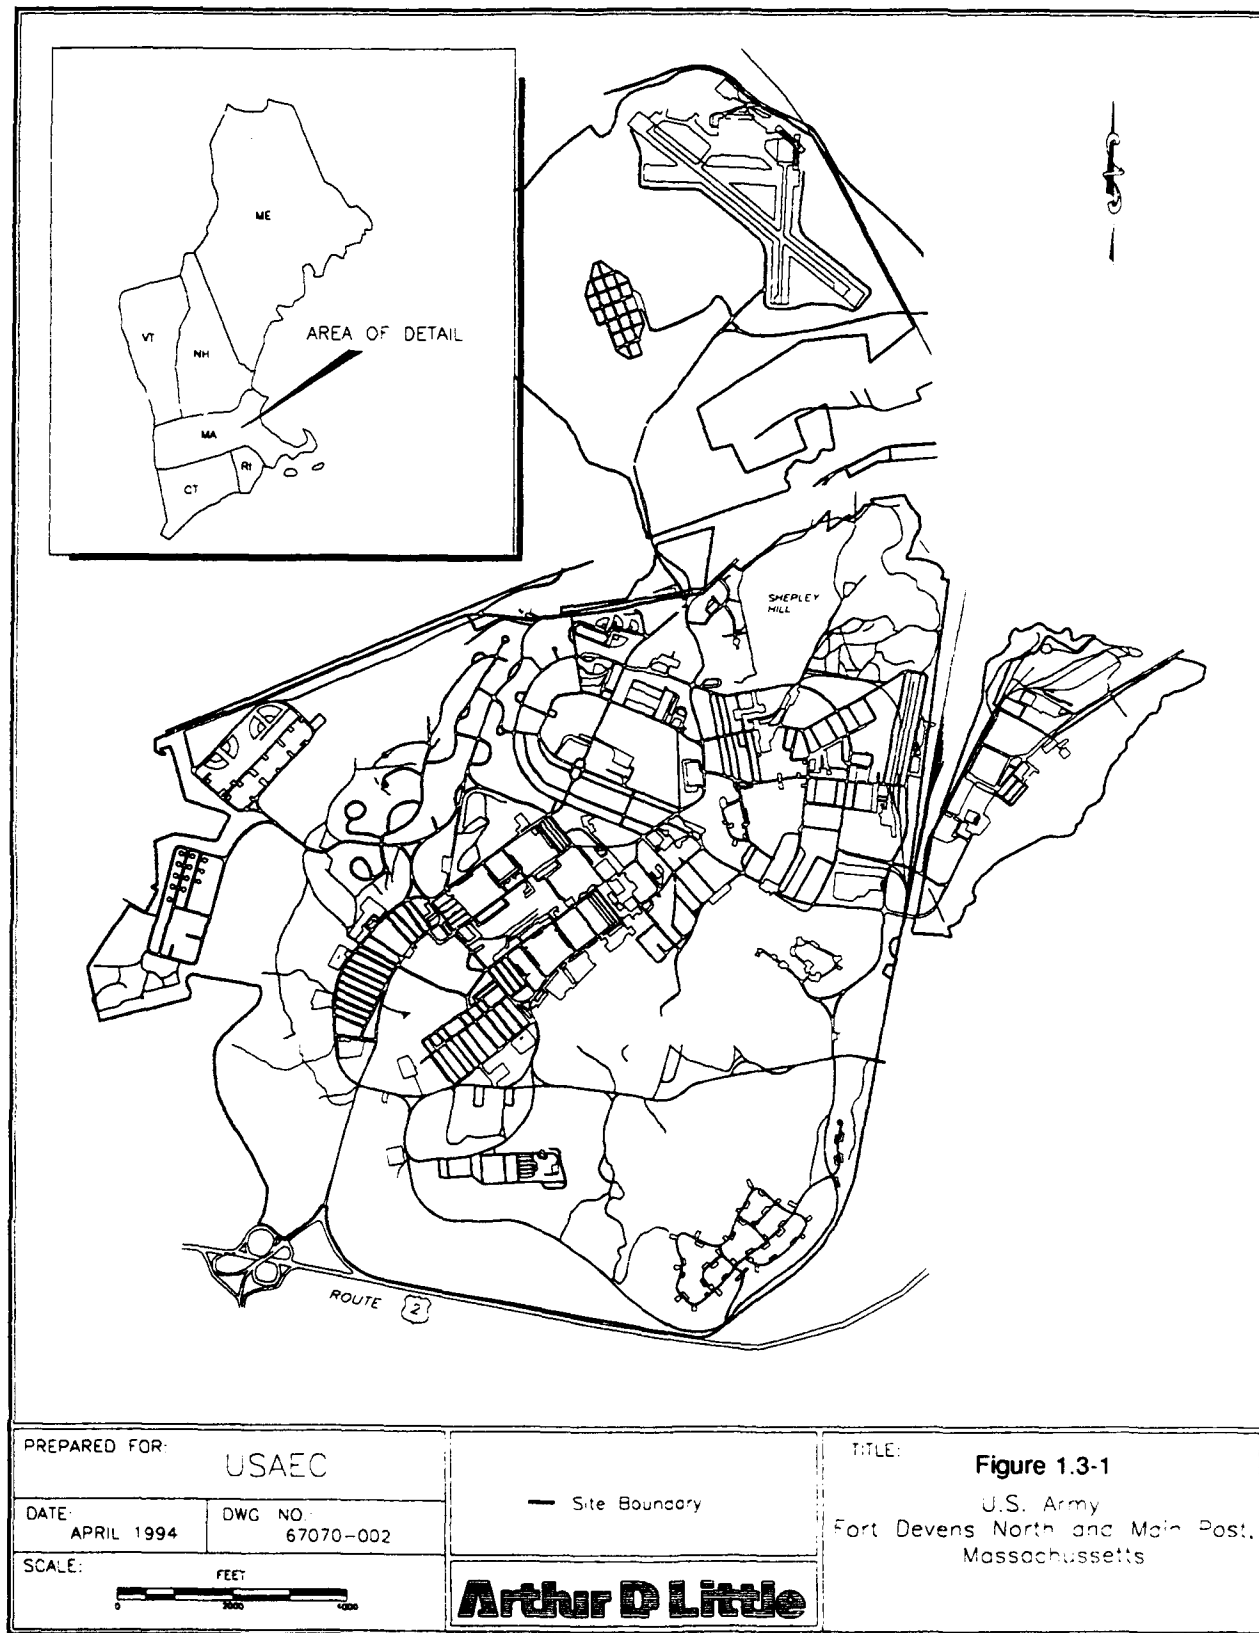 ME
AREA OF DETAIL
VT
NH
MA
RI
CT
SHEPLEY
HILL
ROUTE 2
PREPARED FOR:
USAEC
DATE:
APRIL 1994
DWG NO.:
67070-002
SCALE:
FEET
0 2000 4000
Site Boundary
Arthur D Little
TITLE:
Figure 1.3-1
U.S. Army
Fort Devens North and Main Post,
Massachussetts